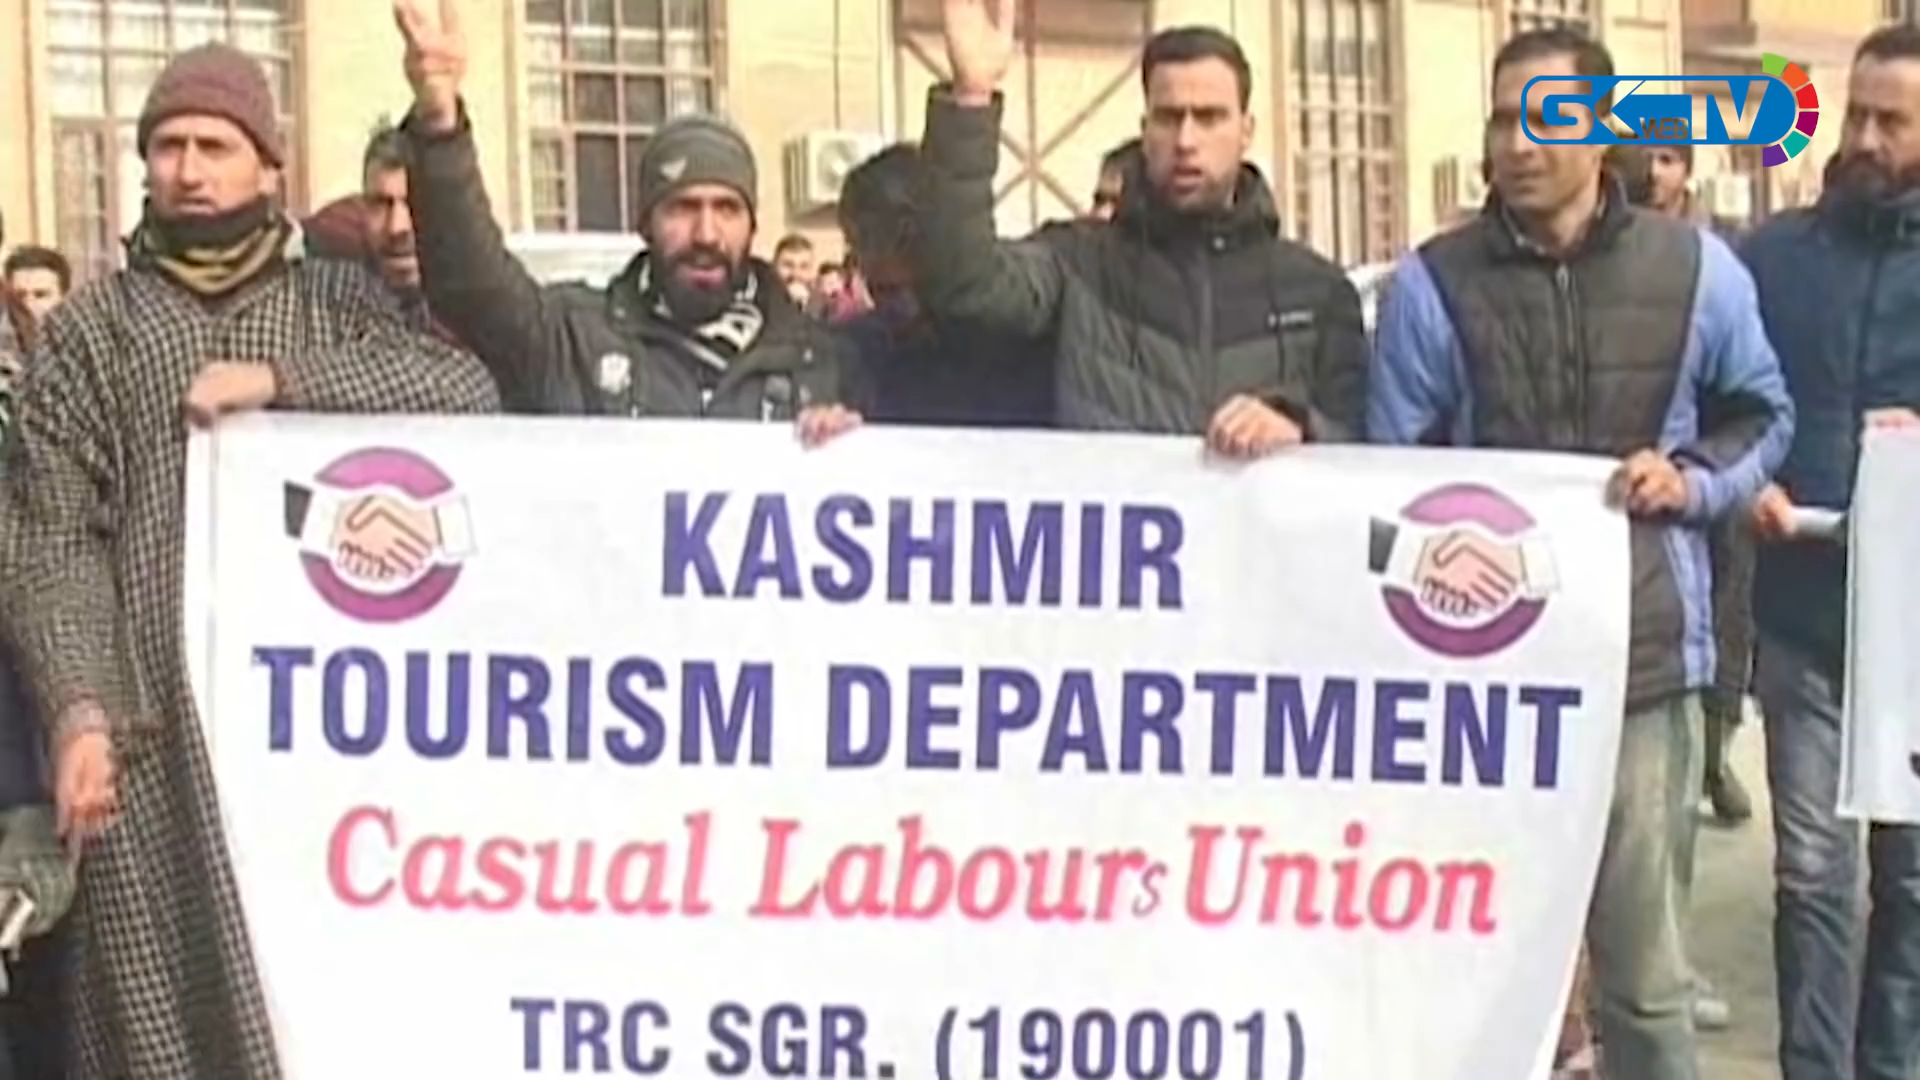 GK WEB TV
KASHMIR
TOURISM DEPARTMENT
Casual Labours Union
TRC SGR. (190001)